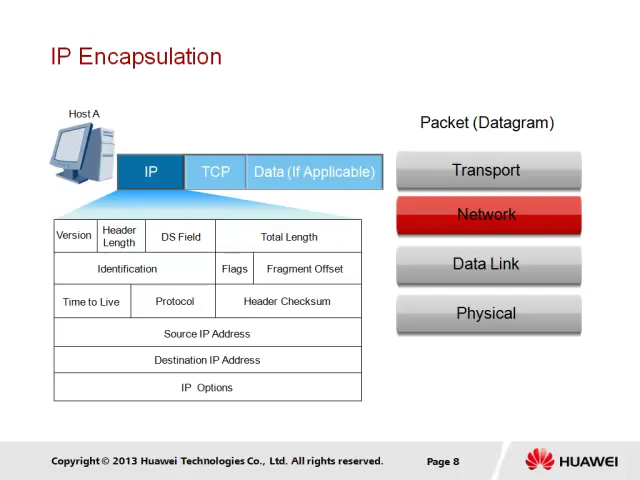 IP Encapsulation
Host A
Packet (Datagram)
IP TCP Data (If Applicable)
Transport
Network
Data Link
Physical
Version Header Length DS Field Total Length
Identification Flags Fragment Offset
Time to Live Protocol Header Checksum
Source IP Address
Destination IP Address
IP Options
Copyright © 2013 Huawei Technologies Co., Ltd. All rights reserved.
Page 8
HUAWEI